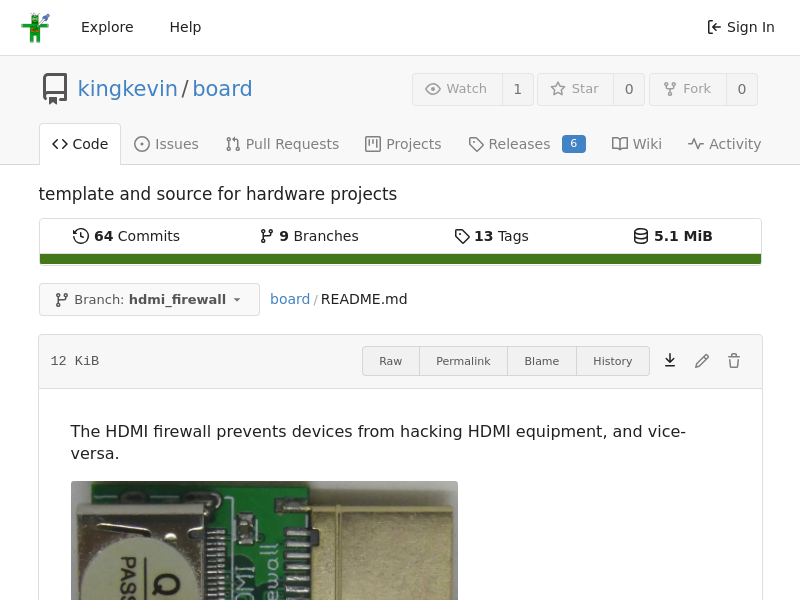 Explore Help Sign In
kingkevin / board Watch 1 Star 0 Fork 0
Code Issues Pull Requests Projects Releases 6 Wiki Activity
template and source for hardware projects
64 Commits 9 Branches 13 Tags 5.1 MiB
Branch: hdmi_firewall board / README.md
12 KiB Raw Permalink Blame History
The HDMI firewall prevents devices from hacking HDMI equipment, and vice-
versa.
Q
PASS